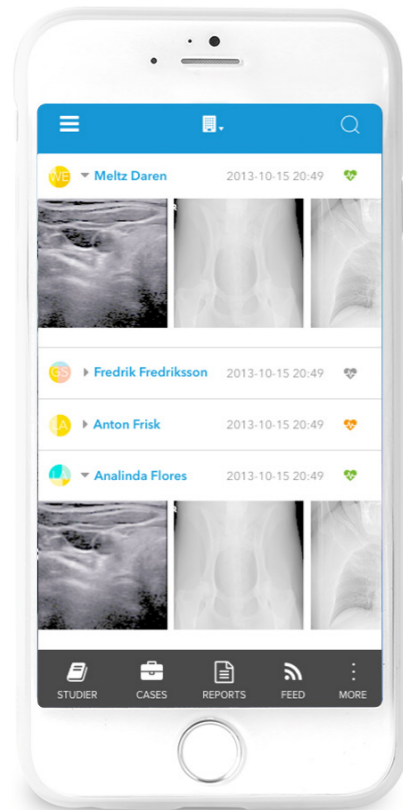 WE Meltz Daren 2013-10-15 20:49
GS Fredrik Fredriksson 2013-10-15 20:49
Anton Frisk 2013-10-15 20:49
Analinda Flores 2013-10-15 20:49
STUDIER CASES REPORTS FEED MORE